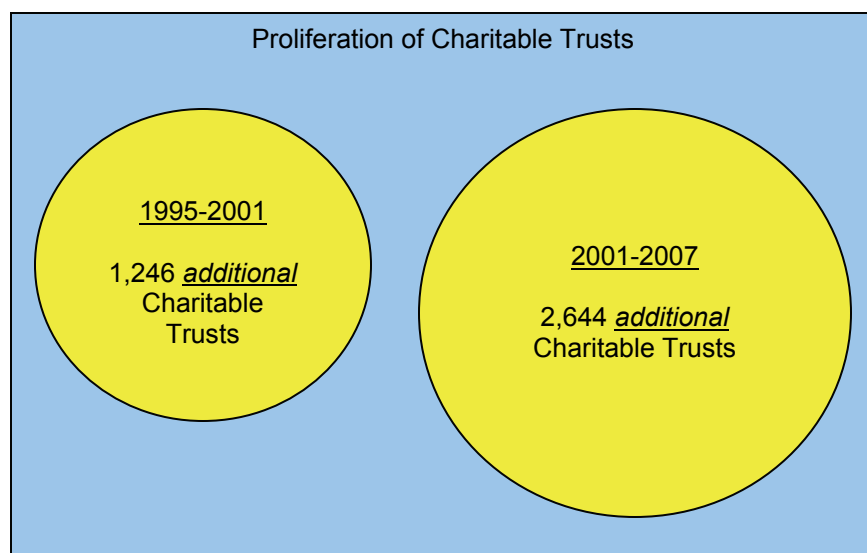 Proliferation of Charitable Trusts
1995-2001
1,246 additional
Charitable
Trusts
2001-2007
2,644 additional
Charitable Trusts